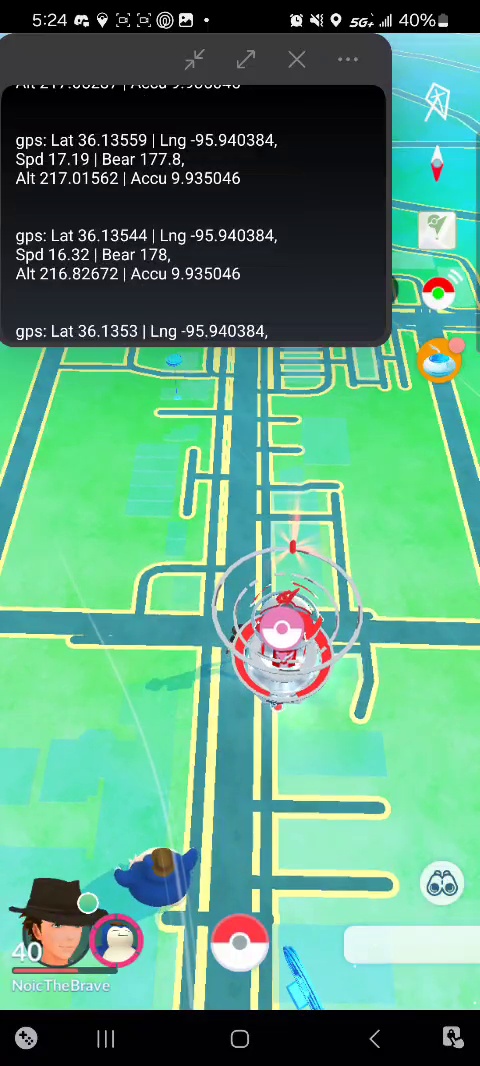 5:24
5G+
40%
Alt 217.06287 | Accu 9.935046
gps: Lat 36.13559 | Lng -95.940384,
Spd 17.19 | Bear 177.8,
Alt 217.01562 | Accu 9.935046
gps: Lat 36.13544 | Lng -95.940384,
Spd 16.32 | Bear 178,
Alt 216.82672 | Accu 9.935046
gps: Lat 36.1353 | Lng -95.940384,
40
NoicTheBrave